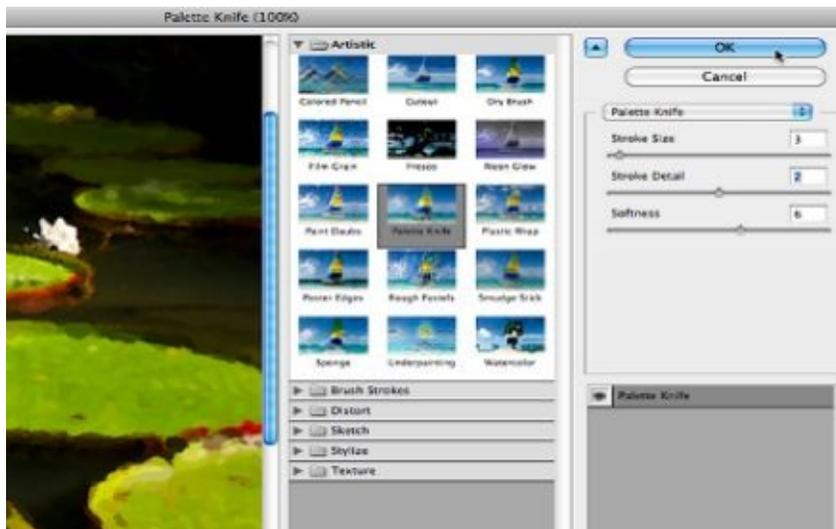 Palette Knife (100%)
Artistic
Colored Pencil
Cutout
Dry Brush
Film Grain
Fresco
Neon Glow
Paint Daubs
Palette Knife
Plastic Wrap
Poster Edges
Rough Pastels
Smudge Stick
Sponge
Underpainting
Watercolor
Brush Strokes
Distort
Sketch
Stylize
Texture
OK
Cancel
Palette Knife
Stroke Size 3
Stroke Detail 2
Softness 6
Palette Knife